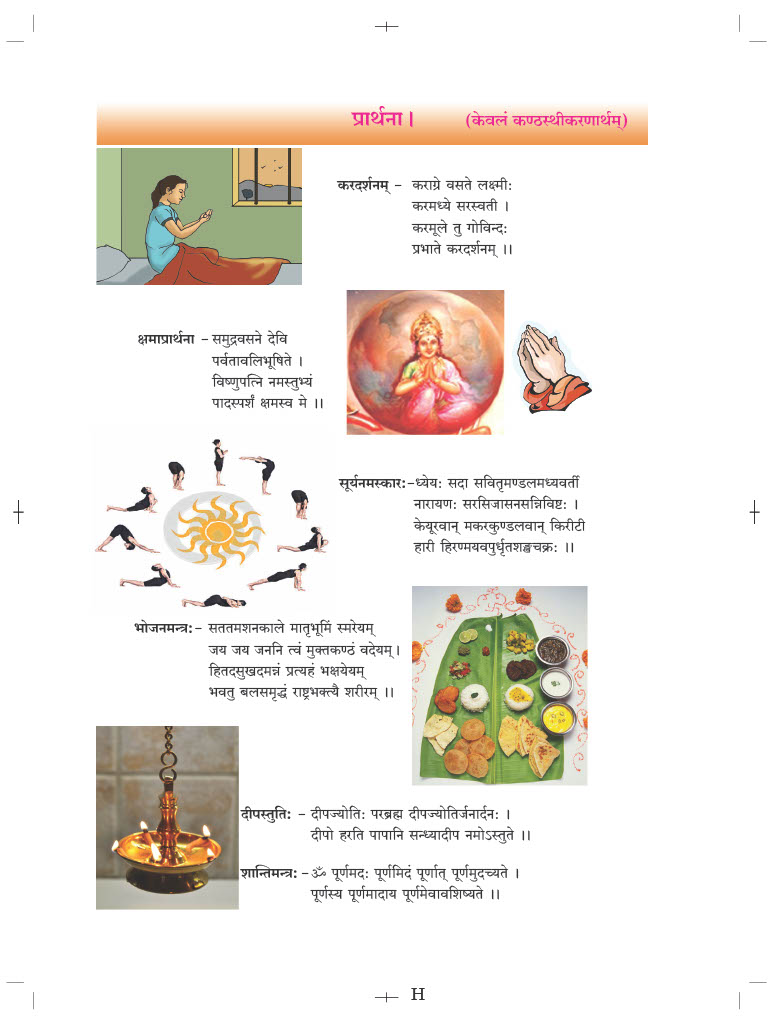 प्रार्थना। (केवलं कण्ठस्थीकरणार्थम्)
करदर्शनम् – कराग्रे वसते लक्ष्मीः
करमध्ये सरस्वती ।
करमूले तु गोविन्दः
प्रभाते करदर्शनम् ।।
क्षमाप्रार्थना – समुद्रवसने देवि
पर्वतावलिभूषिते ।
विष्णुपत्नि नमस्तुभ्यं
पादस्पर्शं क्षमस्व मे ।।
सूर्यनमस्कारः–ध्येयः सदा सवितृमण्डलमध्यवर्ती
नारायणः सरसिजासनसन्निविष्टः ।
केयूरवान् मकरकुण्डलवान् किरीटी
हारी हिरण्मयवपुर्धृतशङ्खचक्रः ।।
भोजनमन्त्रः– सततमशनकाले मातृभूमिं स्मरेयम्
जय जय जननि त्वं मुक्तकण्ठं वदेयम्।
हितदसुखदमन्नं प्रत्यहं भक्षयेयम्
भवतु बलसमृद्धं राष्ट्रभक्त्यै शरीरम् ।।
दीपस्तुतिः – दीपज्योतिः परब्रह्म दीपज्योतिर्जनार्दनः ।
दीपो हरति पापानि सन्ध्यादीप नमोऽस्तुते ।।
शान्तिमन्त्रः–ॐ पूर्णमदः पूर्णमिदं पूर्णात् पूर्णमुदच्यते ।
पूर्णस्य पूर्णमादाय पूर्णमेवावशिष्यते ।।
H